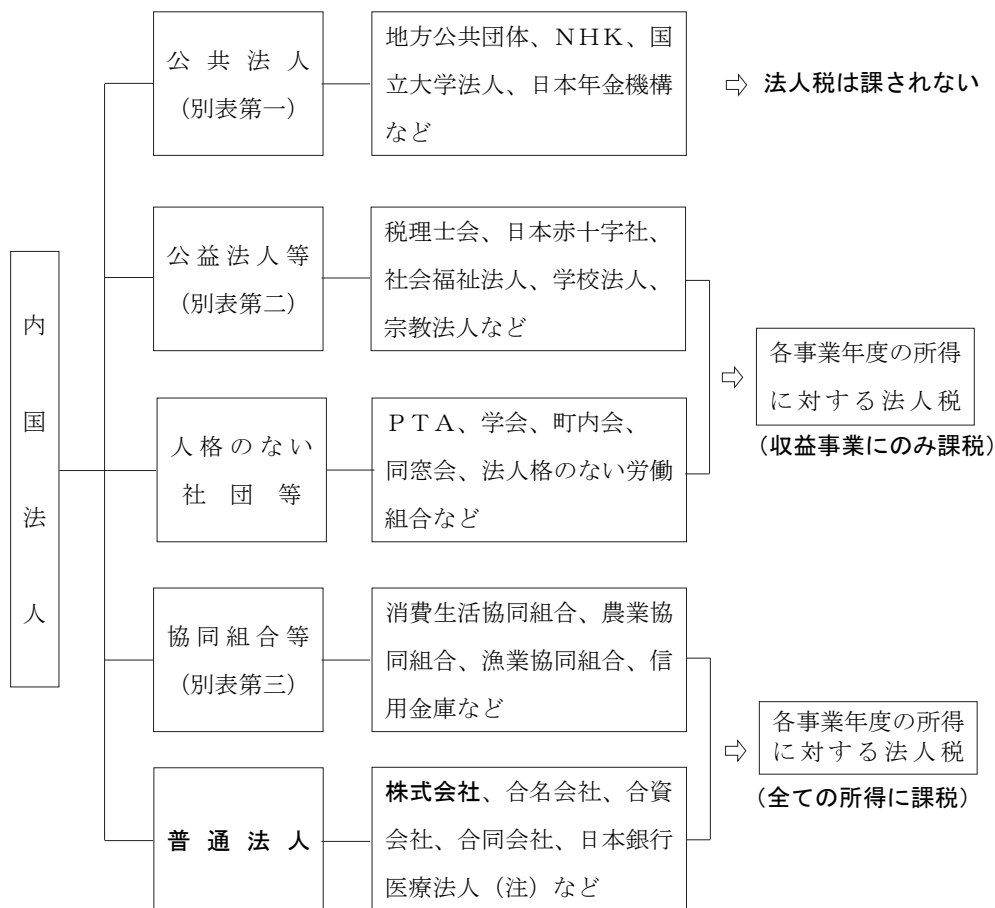 内
国
法
人
公共法人
(別表第一)
地方公共団体、NHK、国
立大学法人、日本年金機構
など
⇨ 法人税は課されない
公益法人等
(別表第二)
税理士会、日本赤十字社、
社会福祉法人、学校法人、
宗教法人など
人格のない
社団等
PTA、学会、町内会、
同窓会、法人格のない労働
組合など
⇨
各事業年度の所得
に対する法人税
(収益事業にのみ課税)
協同組合等
(別表第三)
消費生活協同組合、農業協
同組合、漁業協同組合、信
用金庫など
普通法人
株式会社、合名会社、合資
会社、合同会社、日本銀行
医療法人(注)など
⇨
各事業年度の所得
に対する法人税
(全ての所得に課税)